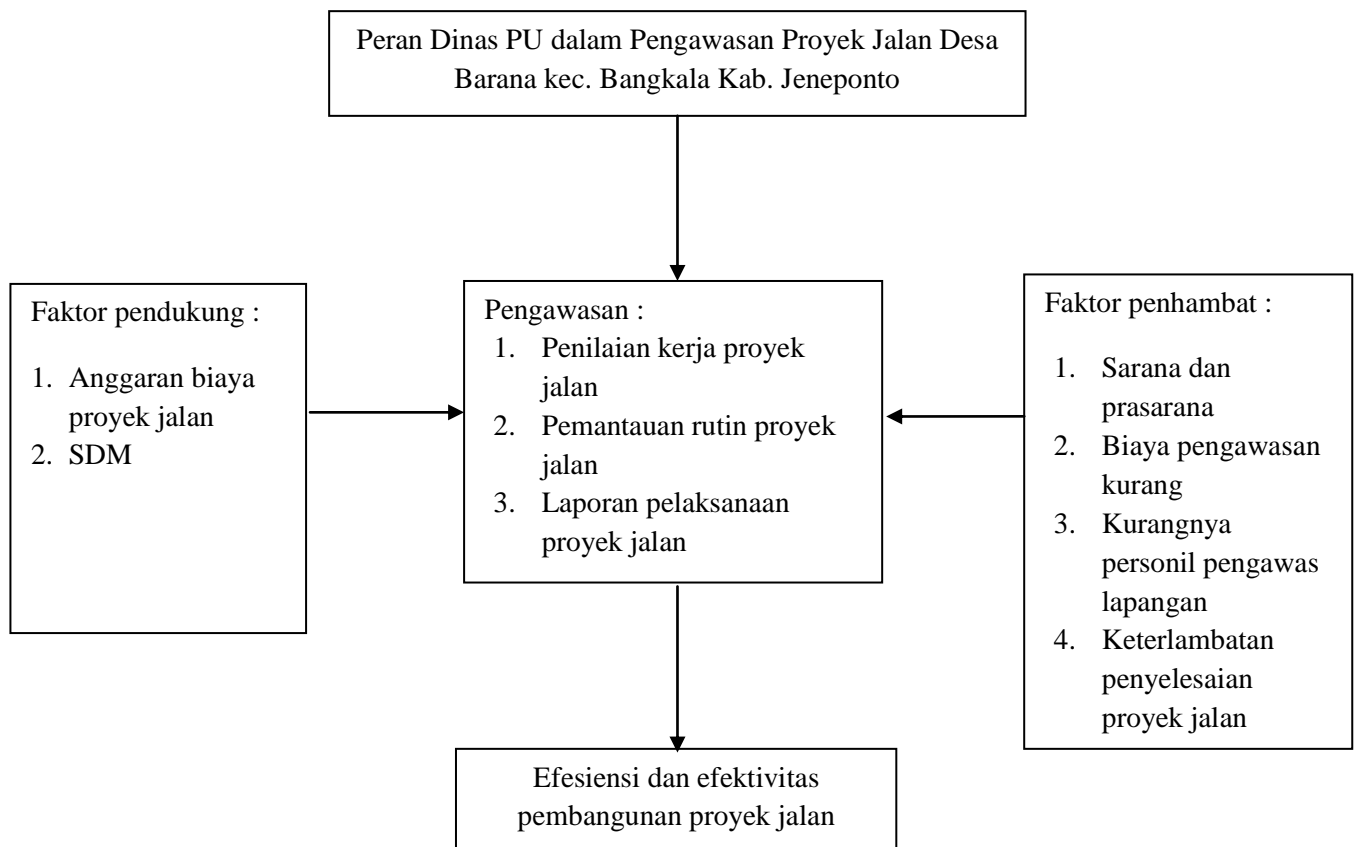 Peran Dinas PU dalam Pengawasan Proyek Jalan Desa
Barana kec. Bangkala Kab. Jeneponto
Faktor pendukung :
1. Anggaran biaya
proyek jalan
2. SDM
Pengawasan :
1. Penilaian kerja proyek
jalan
2. Pemantauan rutin proyek
jalan
3. Laporan pelaksanaan
proyek jalan
Faktor penhambat :
1. Sarana dan
prasarana
2. Biaya pengawasan
kurang
3. Kurangnya
personil pengawas
lapangan
4. Keterlambatan
penyelesaian
proyek jalan
Efesiensi dan efektivitas
pembangunan proyek jalan